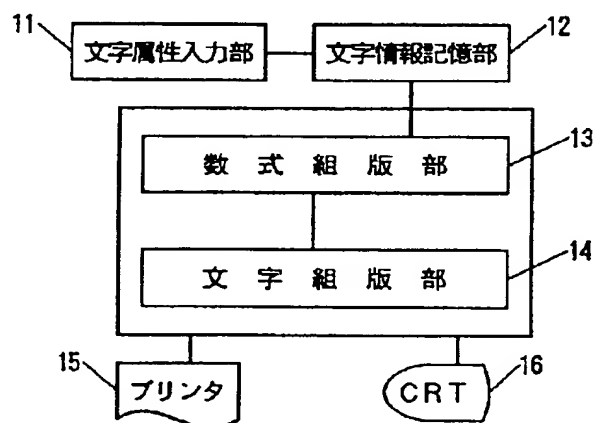 11
文字属性入力部
文字情報記憶部
12
数式組版部
13
文字組版部
14
15
プリンタ
CRT
16